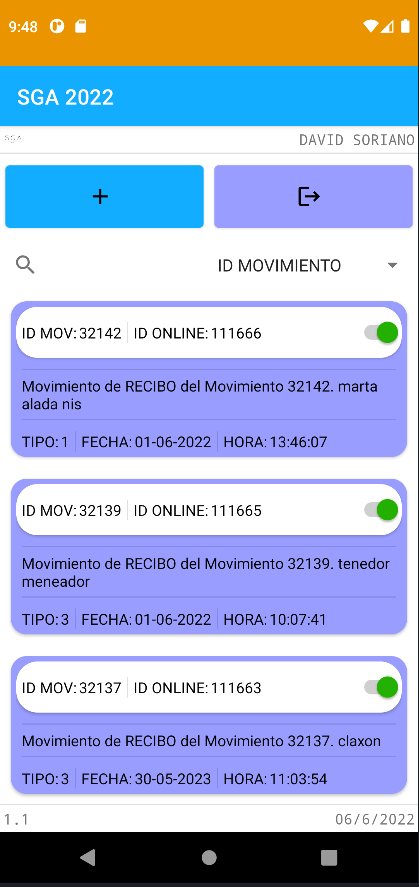 9:48
SGA 2022
SGA DAVID SORIANO
+
ID MOVIMIENTO
ID MOV: 32142 ID ONLINE: 111666
Movimiento de RECIBO del Movimiento 32142. marta
alada nis
TIPO: 1 FECHA: 01-06-2022 HORA: 13:46:07
ID MOV: 32139 ID ONLINE: 111665
Movimiento de RECIBO del Movimiento 32139. tenedor
meneador
TIPO: 3 FECHA: 01-06-2022 HORA: 10:07:41
ID MOV: 32137 ID ONLINE: 111663
Movimiento de RECIBO del Movimiento 32137. claxon
TIPO: 3 FECHA: 30-05-2023 HORA: 11:03:54
1.1 06/6/2022